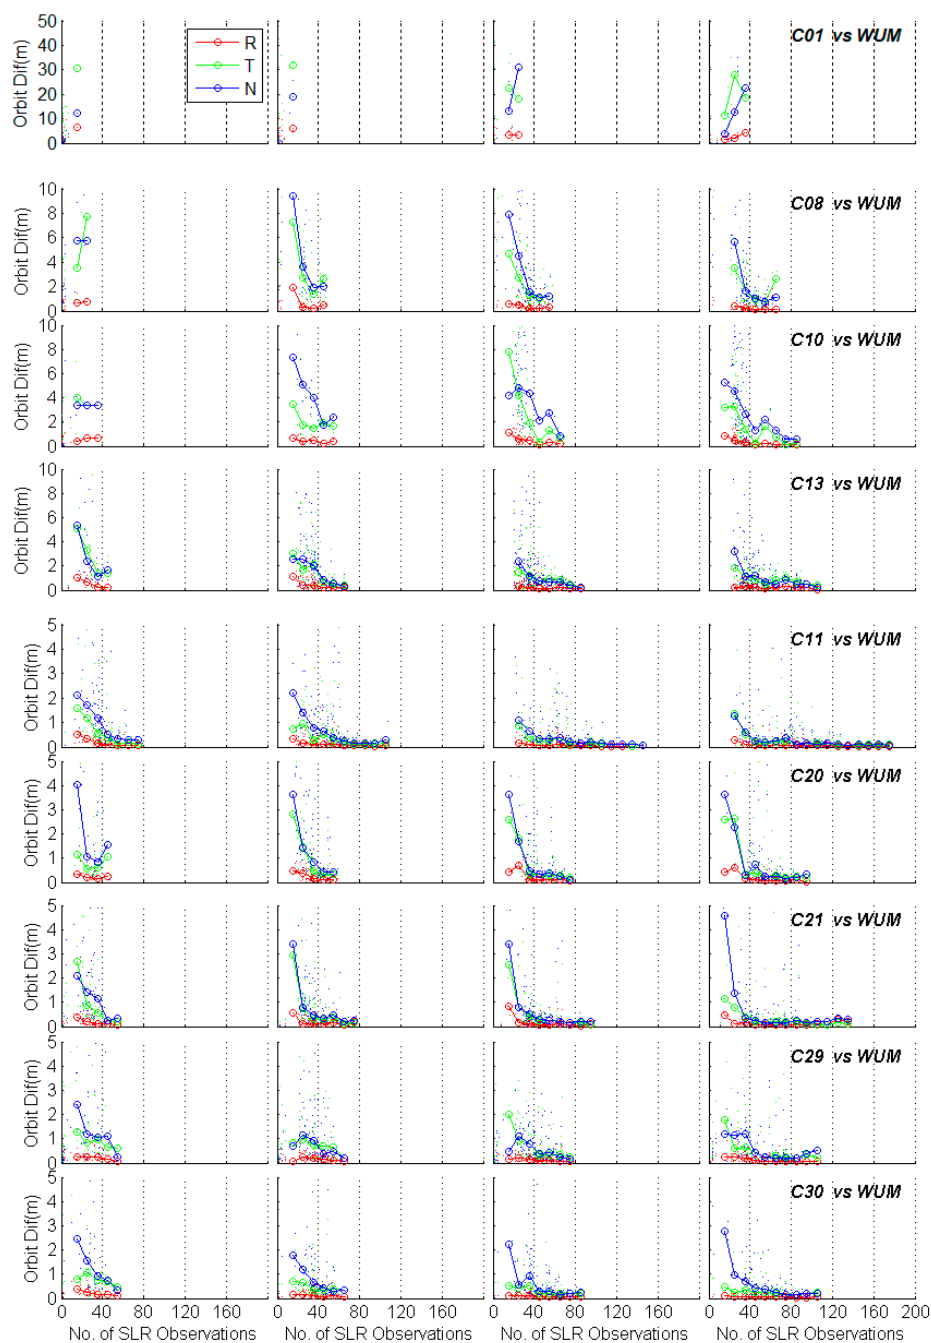 50
40
30
20
10
0
Orbit Dif(m)
R
T
N
C01 vs WUM
10
8
6
4
2
0
Orbit Dif(m)
C08 vs WUM
10
8
6
4
2
0
Orbit Dif(m)
C10 vs WUM
10
8
6
4
2
0
Orbit Dif(m)
C13 vs WUM
5
4
3
2
1
0
Orbit Dif(m)
C11 vs WUM
5
4
3
2
1
0
Orbit Dif(m)
C20 vs WUM
5
4
3
2
1
0
Orbit Dif(m)
C21 vs WUM
5
4
3
2
1
0
Orbit Dif(m)
C29 vs WUM
5
4
3
2
1
0
Orbit Dif(m)
C30 vs WUM
0 40 80 120 160 0 40 80 120 160 0 40 80 120 160 0 40 80 120 160 200
No. of SLR Observations No. of SLR Observations No. of SLR Observations No. of SLR Observations